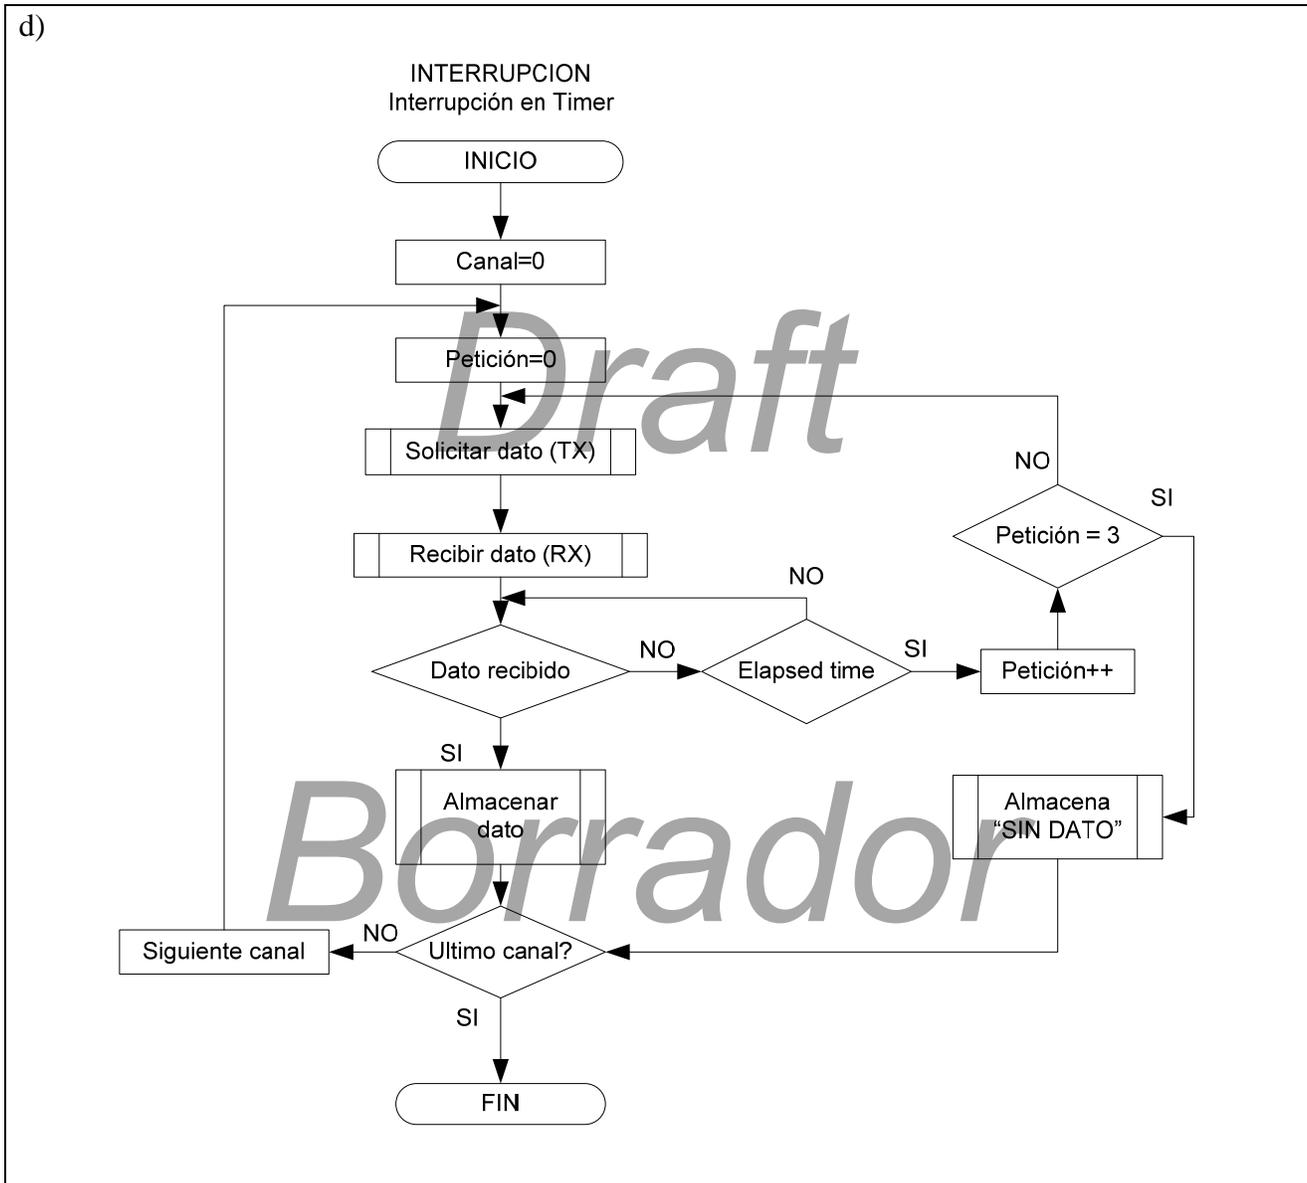 d)
INTERRUPCION
Interrupción en Timer
INICIO
Canal=0
Petición=0
Draft
Solicitar dato (TX)
NO
SI
Petición = 3
Recibir dato (RX)
NO
Dato recibido
NO
Elapsed time
SI
Petición++
SI
Almacenar
dato
Almacena
“SIN DATO”
Borrador
Siguiente canal
NO
Ultimo canal?
SI
FIN